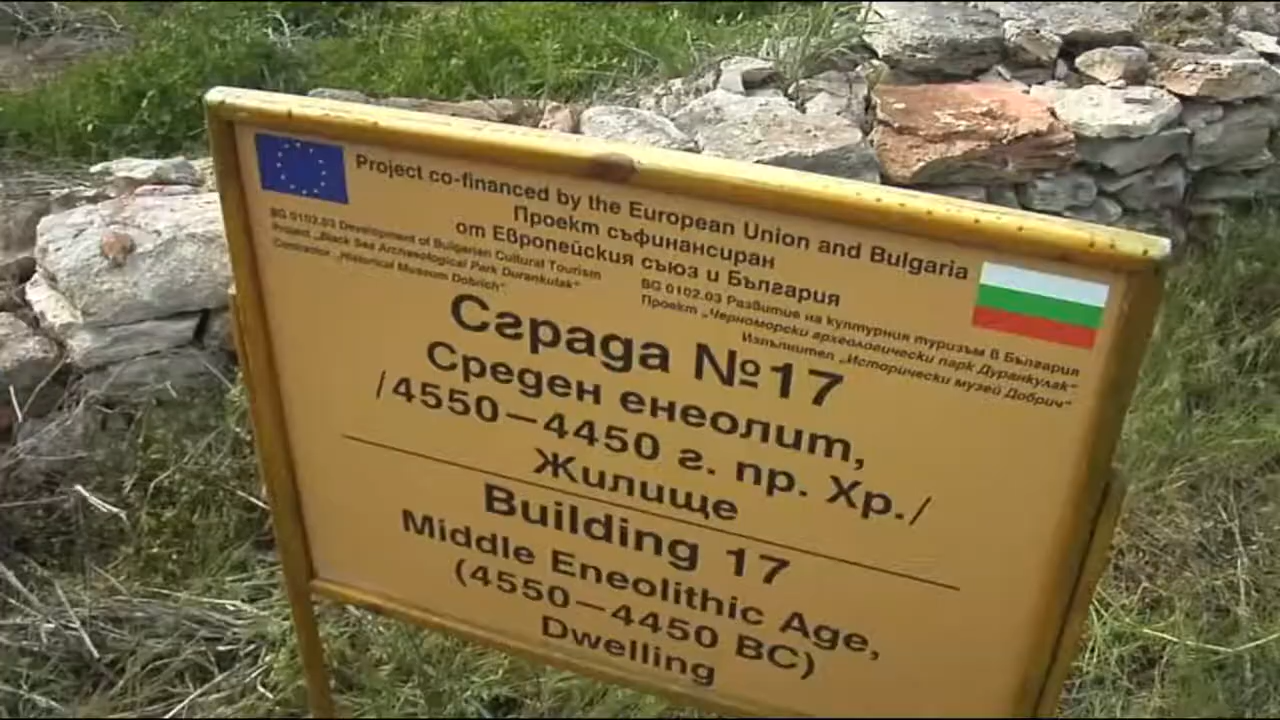 Project co-financed by the European Union and Bulgaria
Проект съфинансиран
от Европейския съюз и България
BG 0102.03 Development of Bulgarian Cultural Tourism
Project „Black Sea Archaeological Park Durankulak“
Contractor „Historical Museum Dobrich“
BG 0102.03 Развитие на културния туризъм в България
Проект „Черноморски археологически парк Дуранкулак“
Изпълнител „Исторически музей Добрич“
Сграда №17
Среден енеолит,
/4550–4450 г. пр. Хр./
Жилище
Building 17
Middle Eneolithic Age,
(4550–4450 BC)
Dwelling